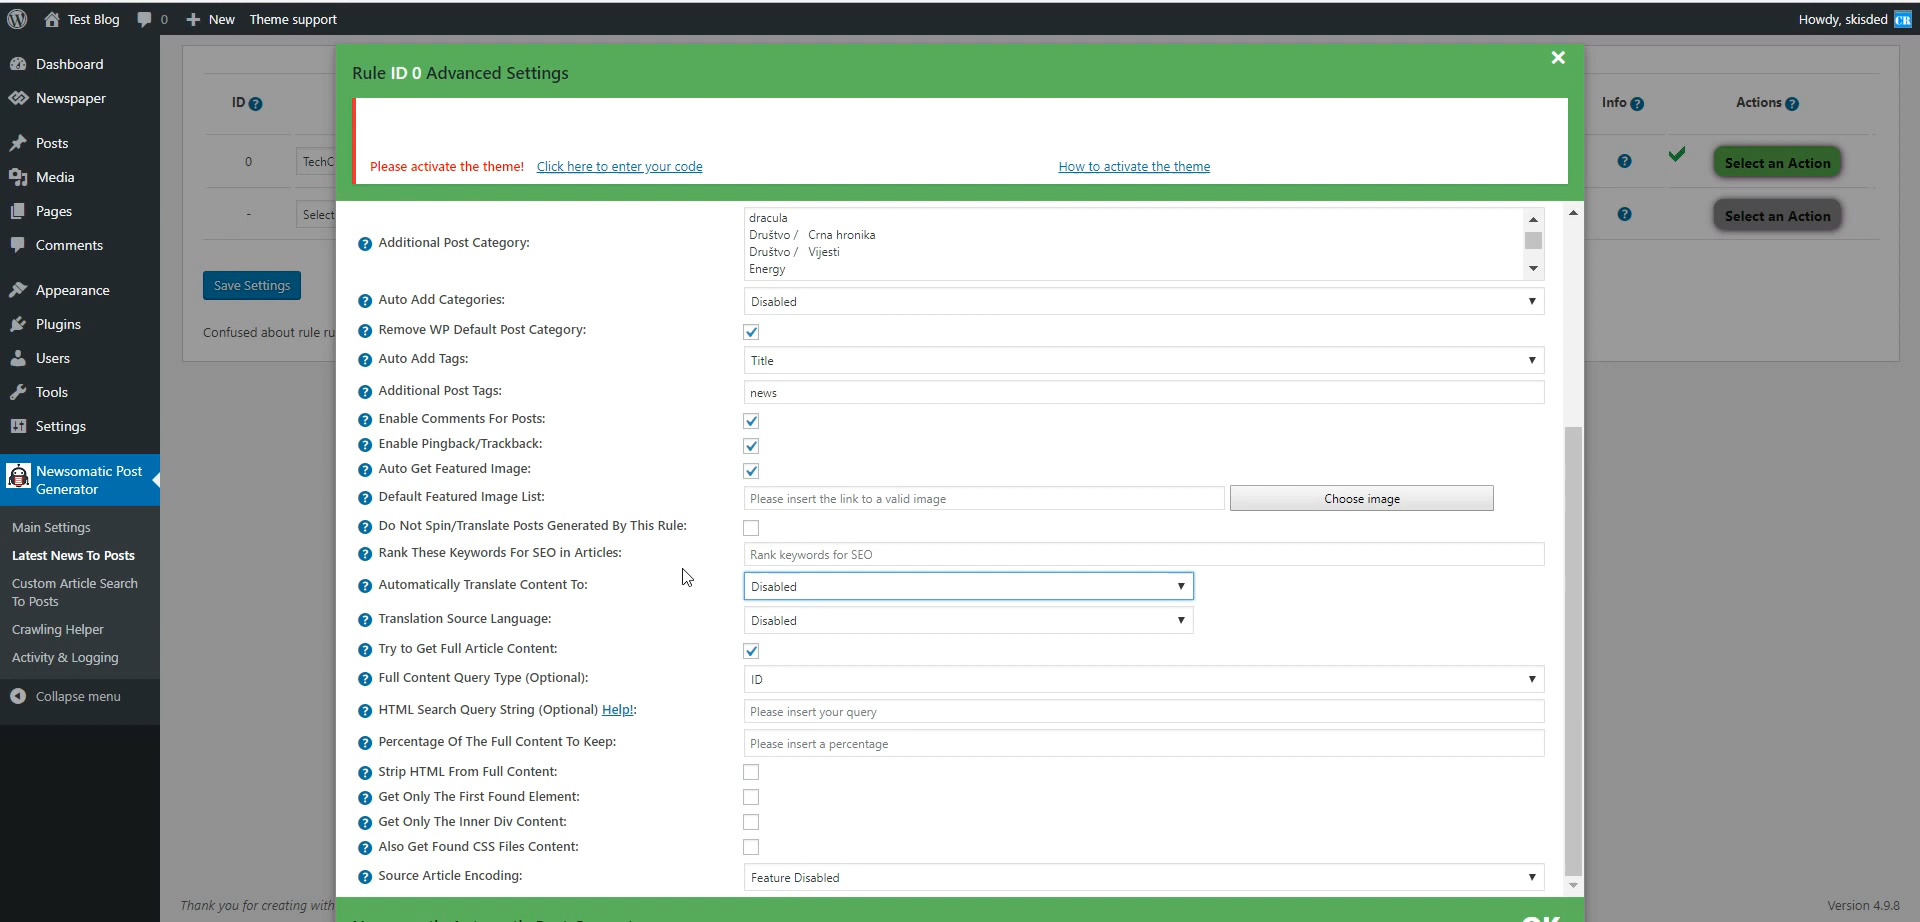 Test Blog
0
New
Theme support
Howdy, skisded
CR
Dashboard
Newspaper
Posts
Media
Pages
Comments
Appearance
Plugins
Users
Tools
Settings
Newsomatic Post
Generator
Main Settings
Latest News To Posts
Custom Article Search
To Posts
Crawling Helper
Activity & Logging
Collapse menu
ID
0
TechC
-
Select
Save Settings
Confused about rule ru
Thank you for creating with
Rule ID 0 Advanced Settings
Please activate the theme! Click here to enter your code
How to activate the theme
Additional Post Category:
dracula
Društvo / Crna hronika
Društvo / Vijesti
Energy
Auto Add Categories:
Disabled
Remove WP Default Post Category:
Auto Add Tags:
Title
Additional Post Tags:
news
Enable Comments For Posts:
Enable Pingback/Trackback:
Auto Get Featured Image:
Default Featured Image List:
Please insert the link to a valid image
Choose image
Do Not Spin/Translate Posts Generated By This Rule:
Rank These Keywords For SEO in Articles:
Rank keywords for SEO
Automatically Translate Content To:
Disabled
Translation Source Language:
Disabled
Try to Get Full Article Content:
Full Content Query Type (Optional):
ID
HTML Search Query String (Optional) Help!:
Please insert your query
Percentage Of The Full Content To Keep:
Please insert a percentage
Strip HTML From Full Content:
Get Only The First Found Element:
Get Only The Inner Div Content:
Also Get Found CSS Files Content:
Source Article Encoding:
Feature Disabled
OK
Info
Actions
Select an Action
Select an Action
Version 4.9.8